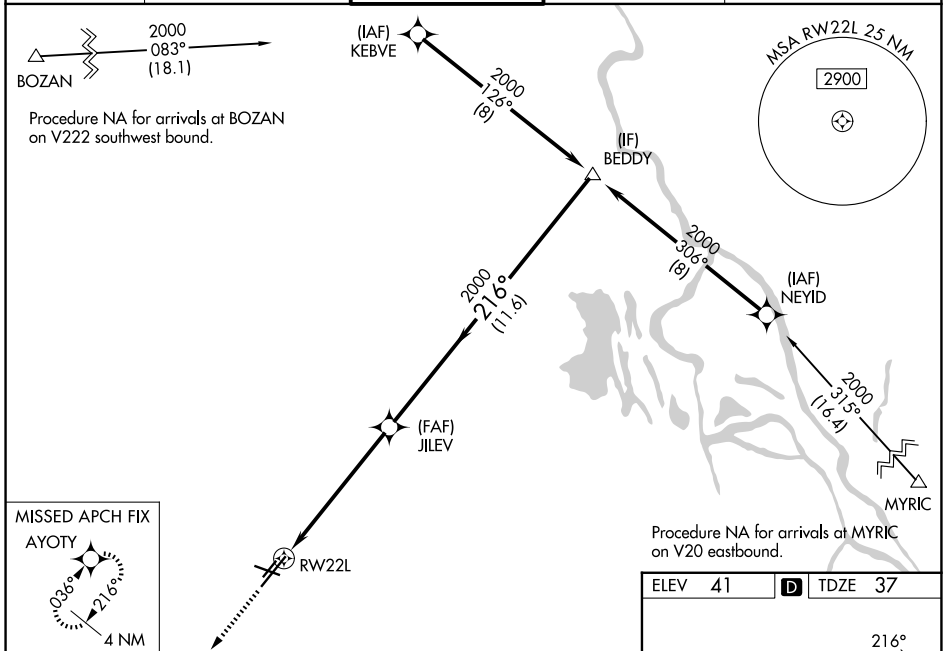 2000
083°
(18.1)
BOZAN
Procedure NA for arrivals at BOZAN
on V222 southwest bound.
(IAF)
KEBVE
2000
126°
(8)
(IF)
BEDDY
MSA RW22L 25 NM
2900
2000
306°
(8)
(IAF)
NEYID
2000
216°
(11.6)
2000
315°
(16.4)
(FAF)
JILEV
MYRIC
Procedure NA for arrivals at MYRIC
on V20 eastbound.
MISSED APCH FIX
AYOTY
036°
216°
4 NM
RW22L
ELEV 41 D TDZE 37
216°